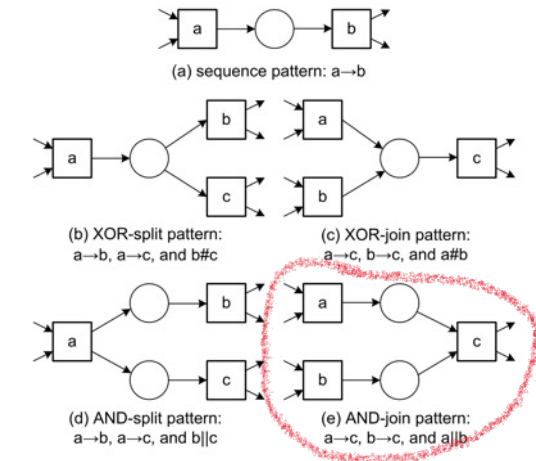 a b
(a) sequence pattern: a→b
b a
a c
c b
(b) XOR-split pattern: (c) XOR-join pattern:
a→b, a→c, and b#c a→c, b→c, and a#b
b a
a c
c b
(d) AND-split pattern: (e) AND-join pattern:
a→b, a→c, and b||c a→c, b→c, and a||b